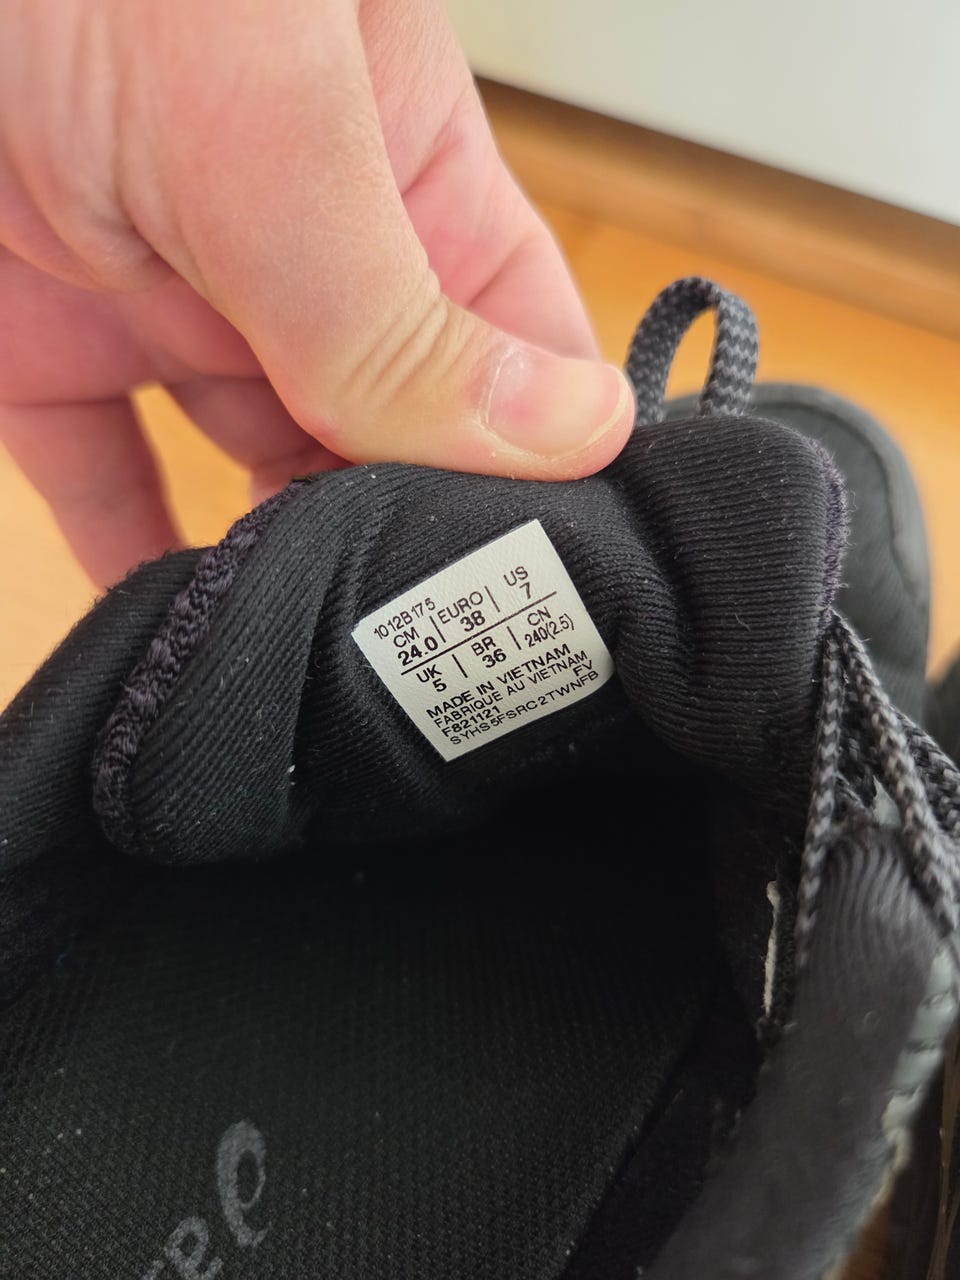 1012B175
CM | EURO | US
24.0 | 38 | 7
UK | BR | CN
5 | 36 | 240(2.5)
MADE IN VIETNAM
FABRIQUE AU VIETNAM
F821121 FV
SYHS5FSRC2TWNFB